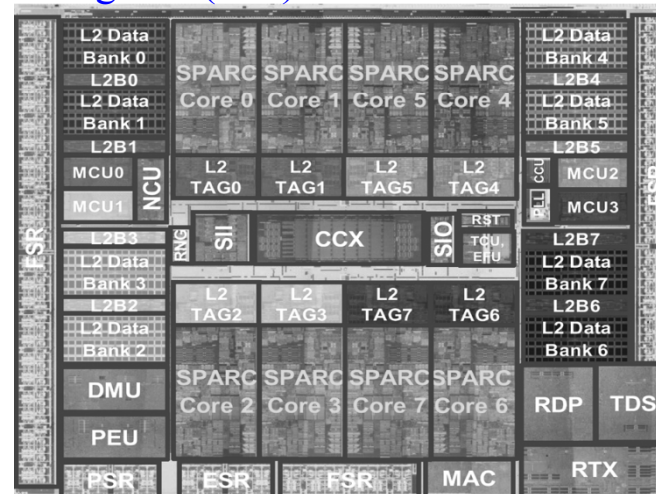 L2 Data
Bank 0
L2B0
L2 Data
Bank 1
L2B1
MCU0
MCU1
NCU
FSR
SPARC
Core 0
SPARC
Core 1
SPARC
Core 5
SPARC
Core 4
L2
TAG0
L2
TAG1
L2
TAG5
L2
TAG4
L2 Data
Bank 4
L2B4
L2 Data
Bank 5
L2B5
CCU
MCU2
PLL
MCU3
FSR
RNG
SII
CCX
SIO
RST
TCU,
EFU
L2B3
L2 Data
Bank 3
L2B2
L2 Data
Bank 2
DMU
PEU
L2
TAG2
L2
TAG3
L2
TAG7
L2
TAG6
SPARC
Core 2
SPARC
Core 3
SPARC
Core 7
SPARC
Core 6
L2B7
L2 Data
Bank 7
L2B6
L2 Data
Bank 6
RDP
TDS
RTX
PSR
ESR
FSR
MAC